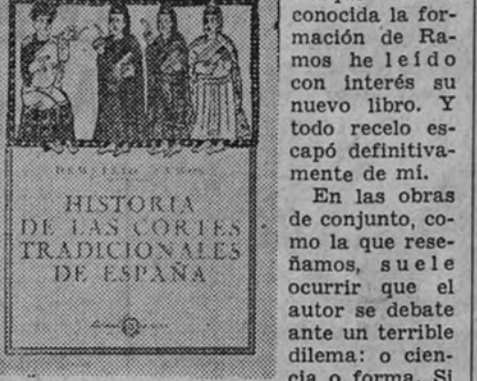 DEMETRIO RAMOS
HISTORIA
DE LAS CORTES
TRADICIONALES
DE ESPAÑA
conocida la for-
mación de Ra-
mos he leído
con interés su
nuevo libro. Y
todo recelo es-
capó definitiva-
mente de mí.
En las obras
de conjunto, co-
mo la que rese-
ñamos, suele
ocurrir que el
autor se debate
ante un terrible
dilema: o cien-
cia o forma. Si